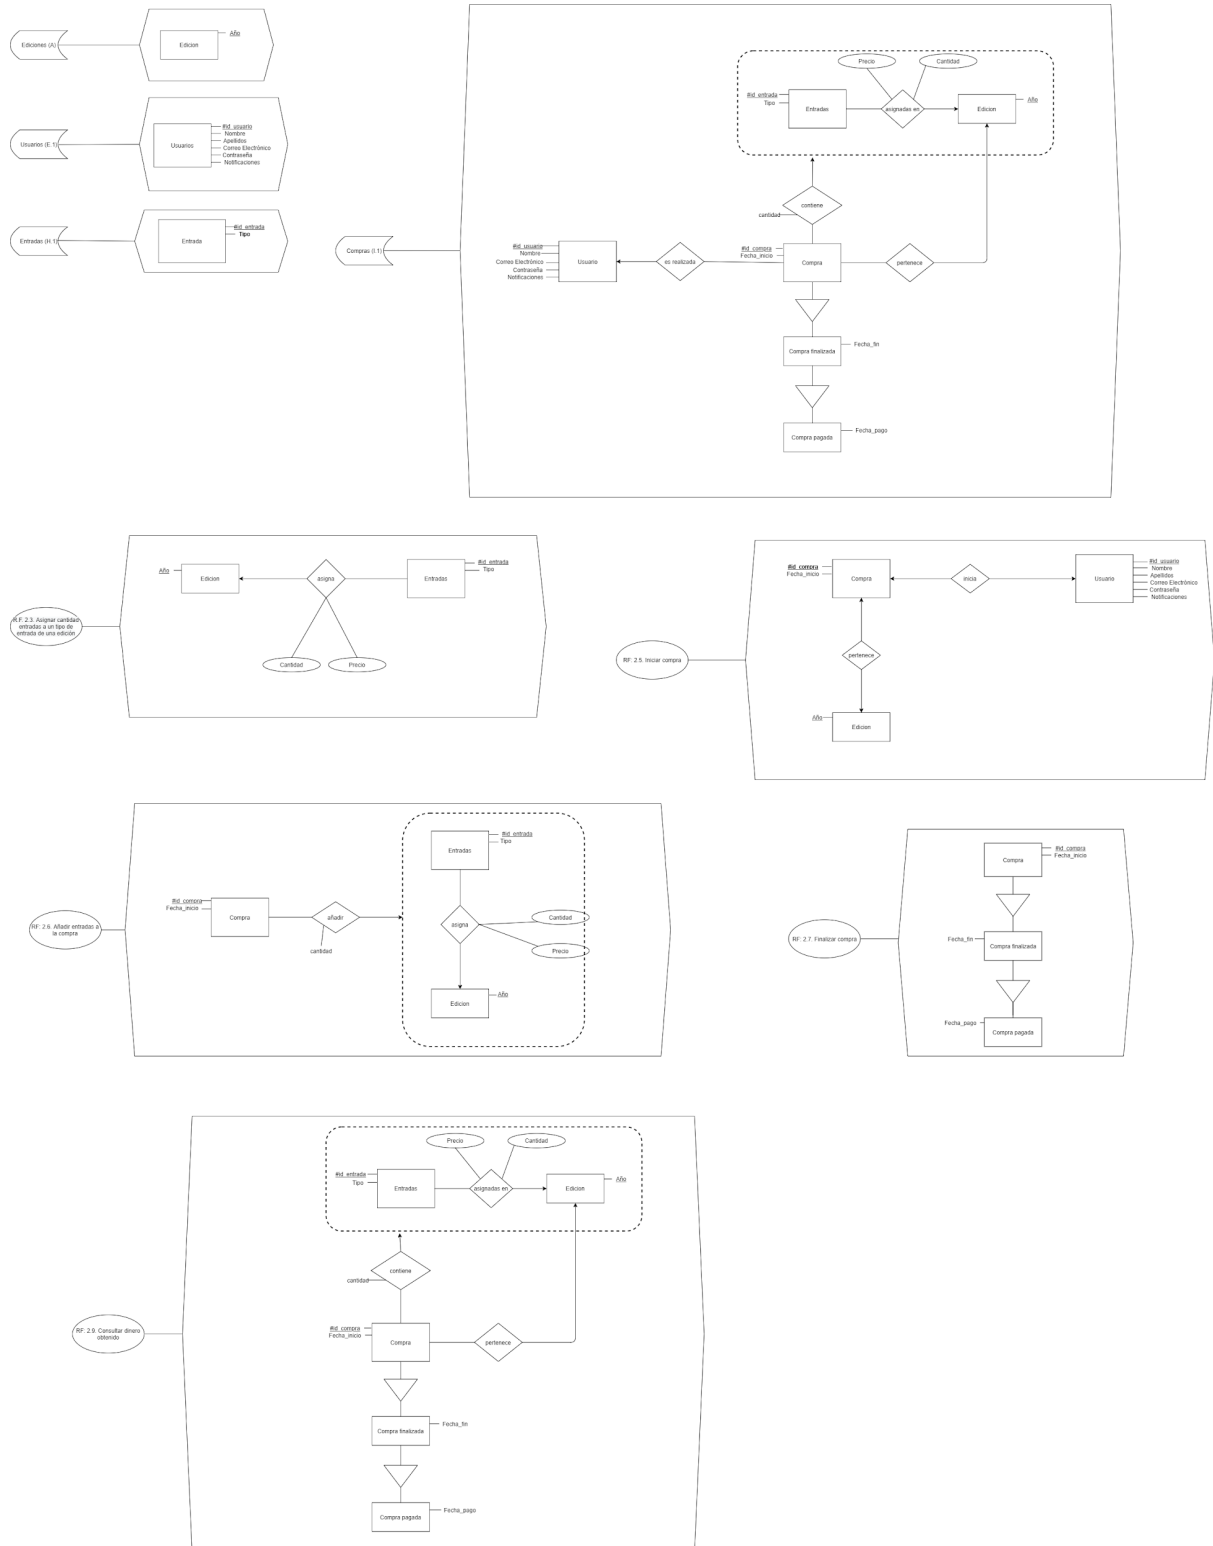 Ediciones (A)
Edicion
Año
Usuarios (E.1)
Usuarios
#id_usuario
Nombre
Apellidos
Correo Electrónico
Contraseña
Notificaciones
Entradas (H.1)
Entrada
#id_entrada
Tipo
Compras (I.1)
Precio
Cantidad
#id_entrada
Tipo
Entradas
asignadas en
Edicion
Año
contiene
cantidad
#id_usuario
Nombre
Correo Electrónico
Contraseña
Notificaciones
Usuario
es realizada
#id_compra
Fecha_inicio
Compra
pertenece
Compra finalizada
Fecha_fin
Compra pagada
Fecha_pago
R.F: 2.3. Asignar cantidad
entradas a un tipo de
entrada de una edición
Año
Edicion
asigna
Entradas
#id_entrada
Tipo
Cantidad
Precio
RF: 2.5. Iniciar compra
#id_compra
Fecha_inicio
Compra
inicia
Usuario
#id_usuario
Nombre
Apellidos
Correo Electrónico
Contraseña
Notificaciones
pertenece
Año
Edicion
RF: 2.6. Añadir entradas a
la compra
#id_compra
Fecha_inicio
Compra
añadir
cantidad
Entradas
#id_entrada
Tipo
asigna
Cantidad
Precio
Edicion
Año
RF: 2.7. Finalizar compra
Compra
#id_compra
Fecha_inicio
Fecha_fin
Compra finalizada
Fecha_pago
Compra pagada
RF: 2.9. Consultar dinero
obtenido
Precio
Cantidad
#id_entrada
Tipo
Entradas
asignadas en
Edicion
Año
contiene
cantidad
#id_compra
Fecha_inicio
Compra
pertenece
Compra finalizada
Fecha_fin
Compra pagada
Fecha_pago